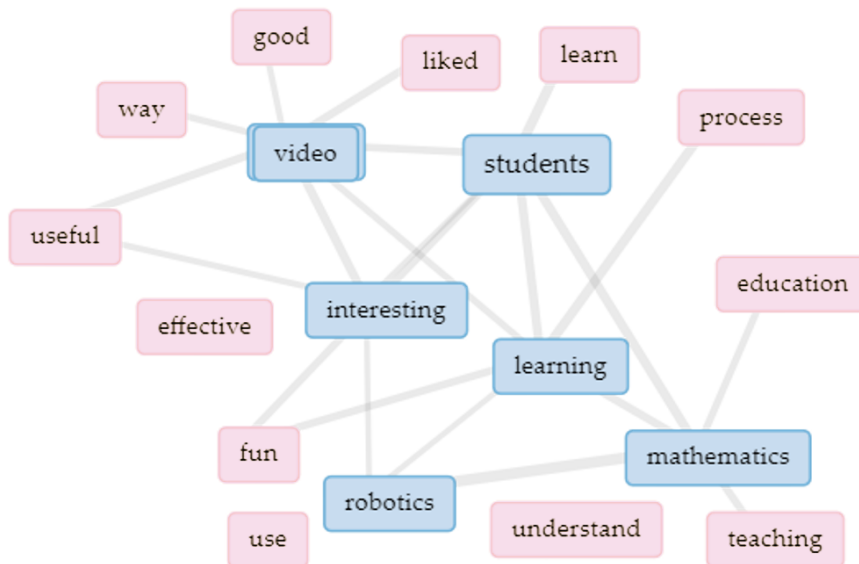 good
liked
learn
way
process
video
students
useful
education
interesting
effective
learning
fun
mathematics
robotics
use
understand
teaching